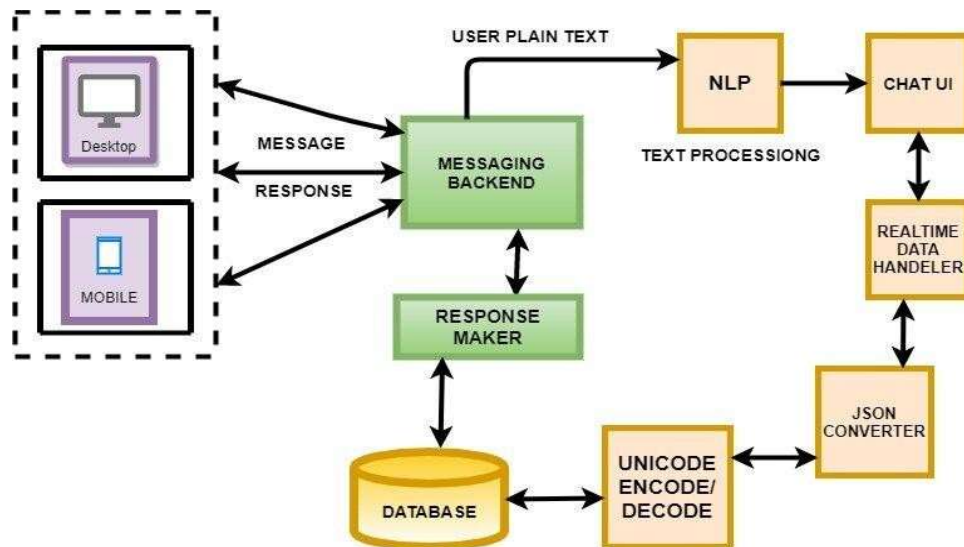 USER PLAIN TEXT
Desktop
MESSAGE
RESPONSE
MOBILE
MESSAGING
BACKEND
NLP
TEXT PROCESSIONG
CHAT UI
REALTIME
DATA
HANDELER
RESPONSE
MAKER
JSON
CONVERTER
UNICODE
ENCODE/
DECODE
DATABASE